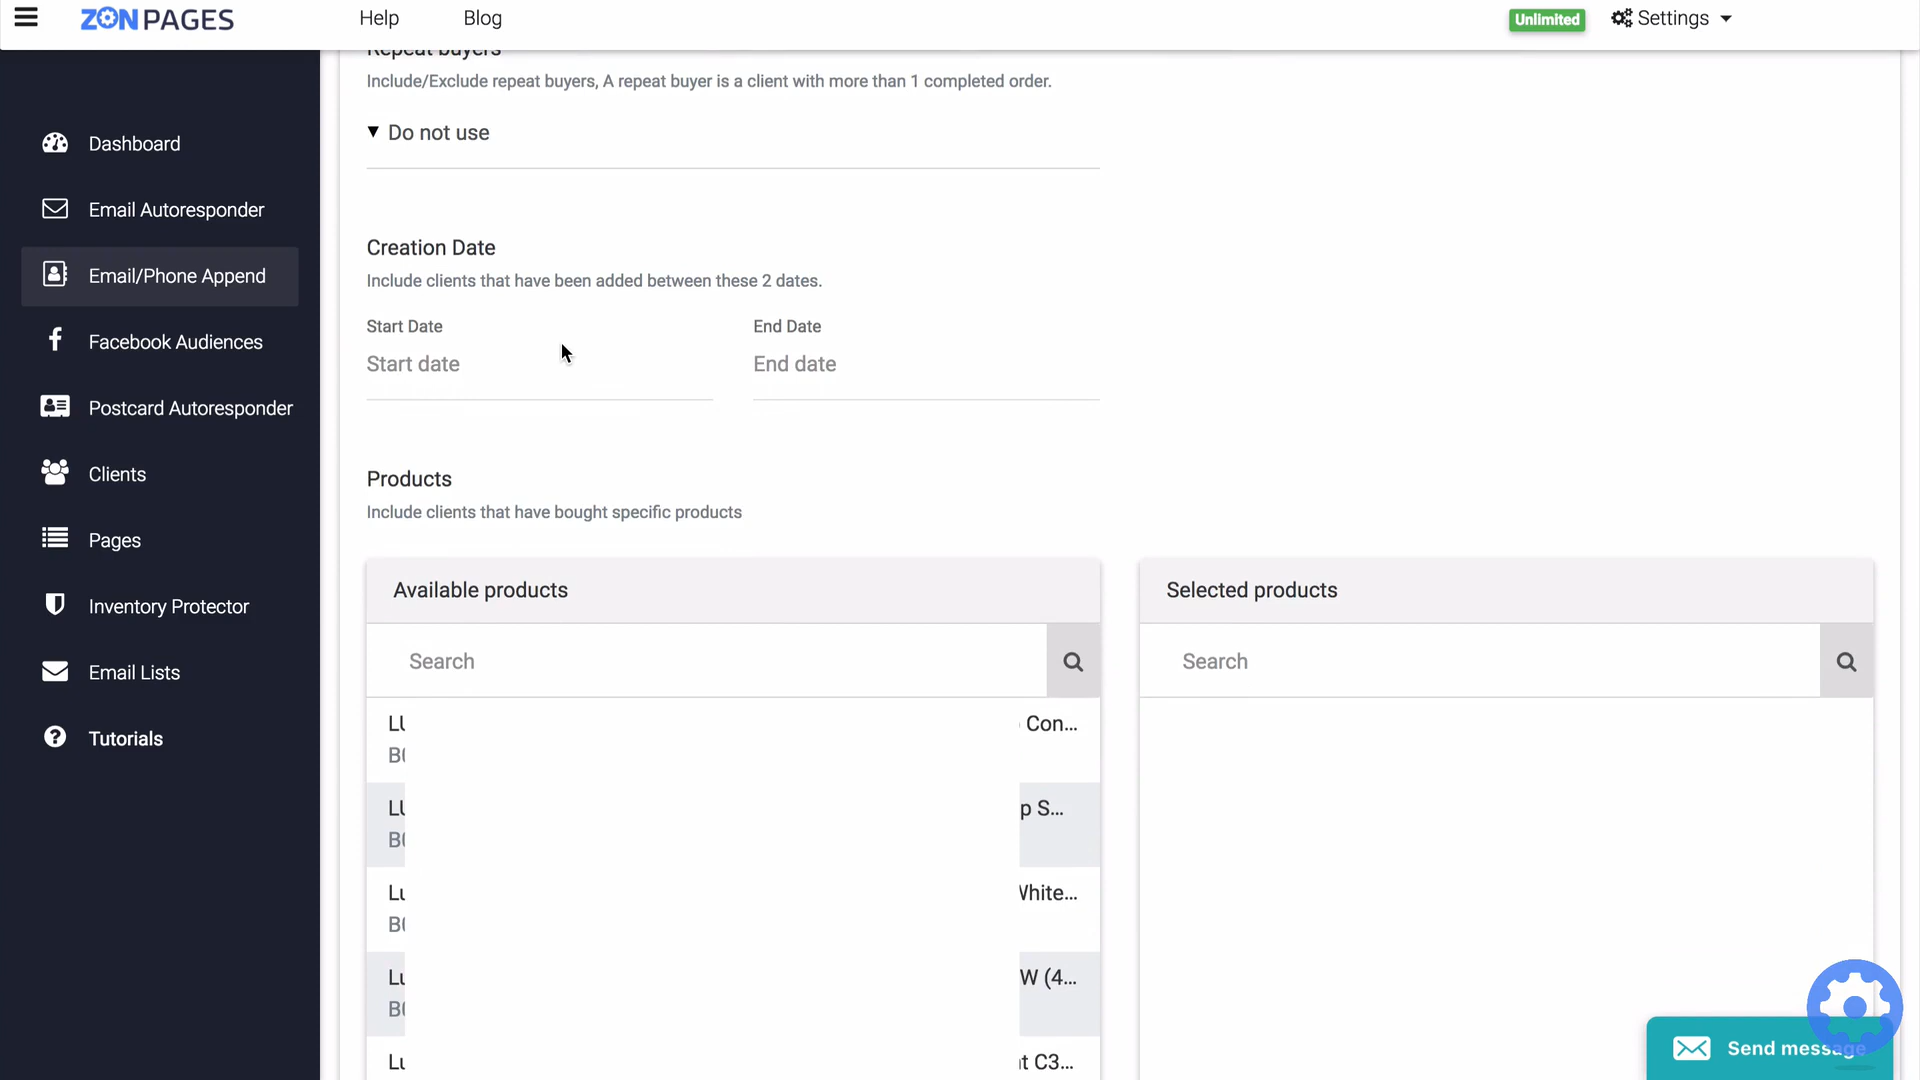 ZONPAGES
Help
Blog
Unlimited
Settings
Dashboard
Email Autoresponder
Email/Phone Append
Facebook Audiences
Postcard Autoresponder
Clients
Pages
Inventory Protector
Email Lists
Tutorials
Repeat buyers
Include/Exclude repeat buyers, A repeat buyer is a client with more than 1 completed order.
Do not use
Creation Date
Include clients that have been added between these 2 dates.
Start Date
End Date
Start date
End date
Products
Include clients that have bought specific products
Available products
Search
Selected products
Search
Con...
p S...
White...
W (4...
t C3...
Send message